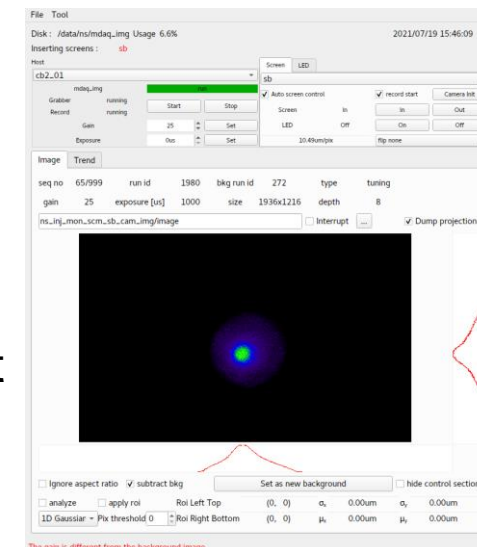 File Tool
Disk : /data/ns/mdaq_img Usage 6.6% 2021/07/19 15:46:09
Inserting screens : sb
Host
cb2_01
mdaq_img run
Grabber running Start Stop
Record running
Gain 25 Set
Exposure 0us Set
Screen LED
sb
Auto screen control record start Camera Init
Screen In In Out
LED Off On Off
10.49um/pix flip none
Image Trend
seq no 65/999 run id 1980 bkg run id 272 type tuning
gain 25 exposure [us] 1000 size 1936x1216 depth 8
ns_inj_mon_scm_sb_cam_img/image Interrupt ... Dump projection
Ignore aspect ratio subtract bkg Set as new background hide control section
analyze apply roi Roi Left Top (0, 0) σx 0.00um σy 0.00um
1D Gaussian Pix threshold 0 Roi Right Bottom (0, 0) μx 0.00um μy 0.00um
The gain is different from the background image